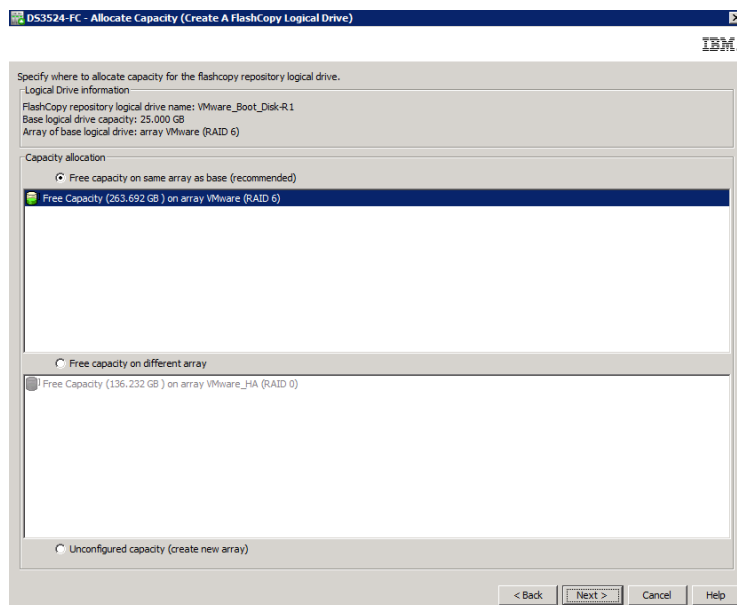 DS3524-FC - Allocate Capacity (Create A FlashCopy Logical Drive)
IBM
Specify where to allocate capacity for the flashcopy repository logical drive.
Logical Drive information
FlashCopy repository logical drive name: VMware_Boot_Disk-R1
Base logical drive capacity: 25.000 GB
Array of base logical drive: array VMware (RAID 6)
Capacity allocation
Free capacity on same array as base (recommended)
Free Capacity (263.692 GB ) on array VMware (RAID 6)
Free capacity on different array
Free Capacity (136.232 GB ) on array VMware_HA (RAID 0)
Unconfigured capacity (create new array)
< Back Next > Cancel Help